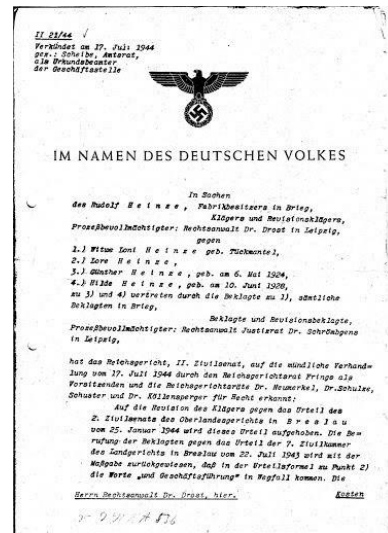 II 21/44
Verkündet am 17. Juli 1944
gez.: Scheibe, Amtsrat,
als Urkundsbeamter
der Geschäftsstelle
IM NAMEN DES DEUTSCHEN VOLKES
In Sachen
des Rudolf Heinze, Fabrikbesitzers in Brieg,
Klägers und Revisionsklägers,
Prozeßbevollmächtigter: Rechtsanwalt Dr. Drost in Leipzig,
gegen
1.) Witwe Loni Heinze geb. Tückmantel,
2.) Lore Heinze,
3.) Günther Heinze, geb. am 6. Mai 1924,
4.) Hilde Heinze, geb. am 10. Juni 1928,
zu 3) und 4) vertreten durch die Beklagte zu 1), sämtliche
Beklagten in Brieg,
Beklagte und Revisionsbeklagte,
Prozeßbevollmächtigter: Rechtsanwalt Justizrat Dr. Schrömbgens
in Leipzig,
hat das Reichsgericht, II. Zivilsenat, auf die mündliche Verhand=
lung vom 17. Juli 1944 durch den Reichsgerichtsrat Frings als
Vorsitzenden und die Reichsgerichtsräte Dr. Heumerkel, Dr.Schulze,
Schuster und Dr. Köllensperger für Recht erkannt:
Auf die Revision des Klägers gegen das Urteil des
2. Zivilsenats des Oberlandesgerichts in Breslau
vom 25. Januar 1944 wird dieses Urteil aufgehoben. Die Be=
rufung der Beklagten gegen das Urteil der 7. Zivilkammer
des Landgerichts in Breslau vom 22. Juli 1943 wird mit der
Maßgabe zurückgewiesen, daß in der Urteilsformel zu Punkt 2)
die Worte „und Geschäftsführung" in Wegfall kommen. Die
Herrn Rechtsanwalt Dr. Drost, hier.
Kosten